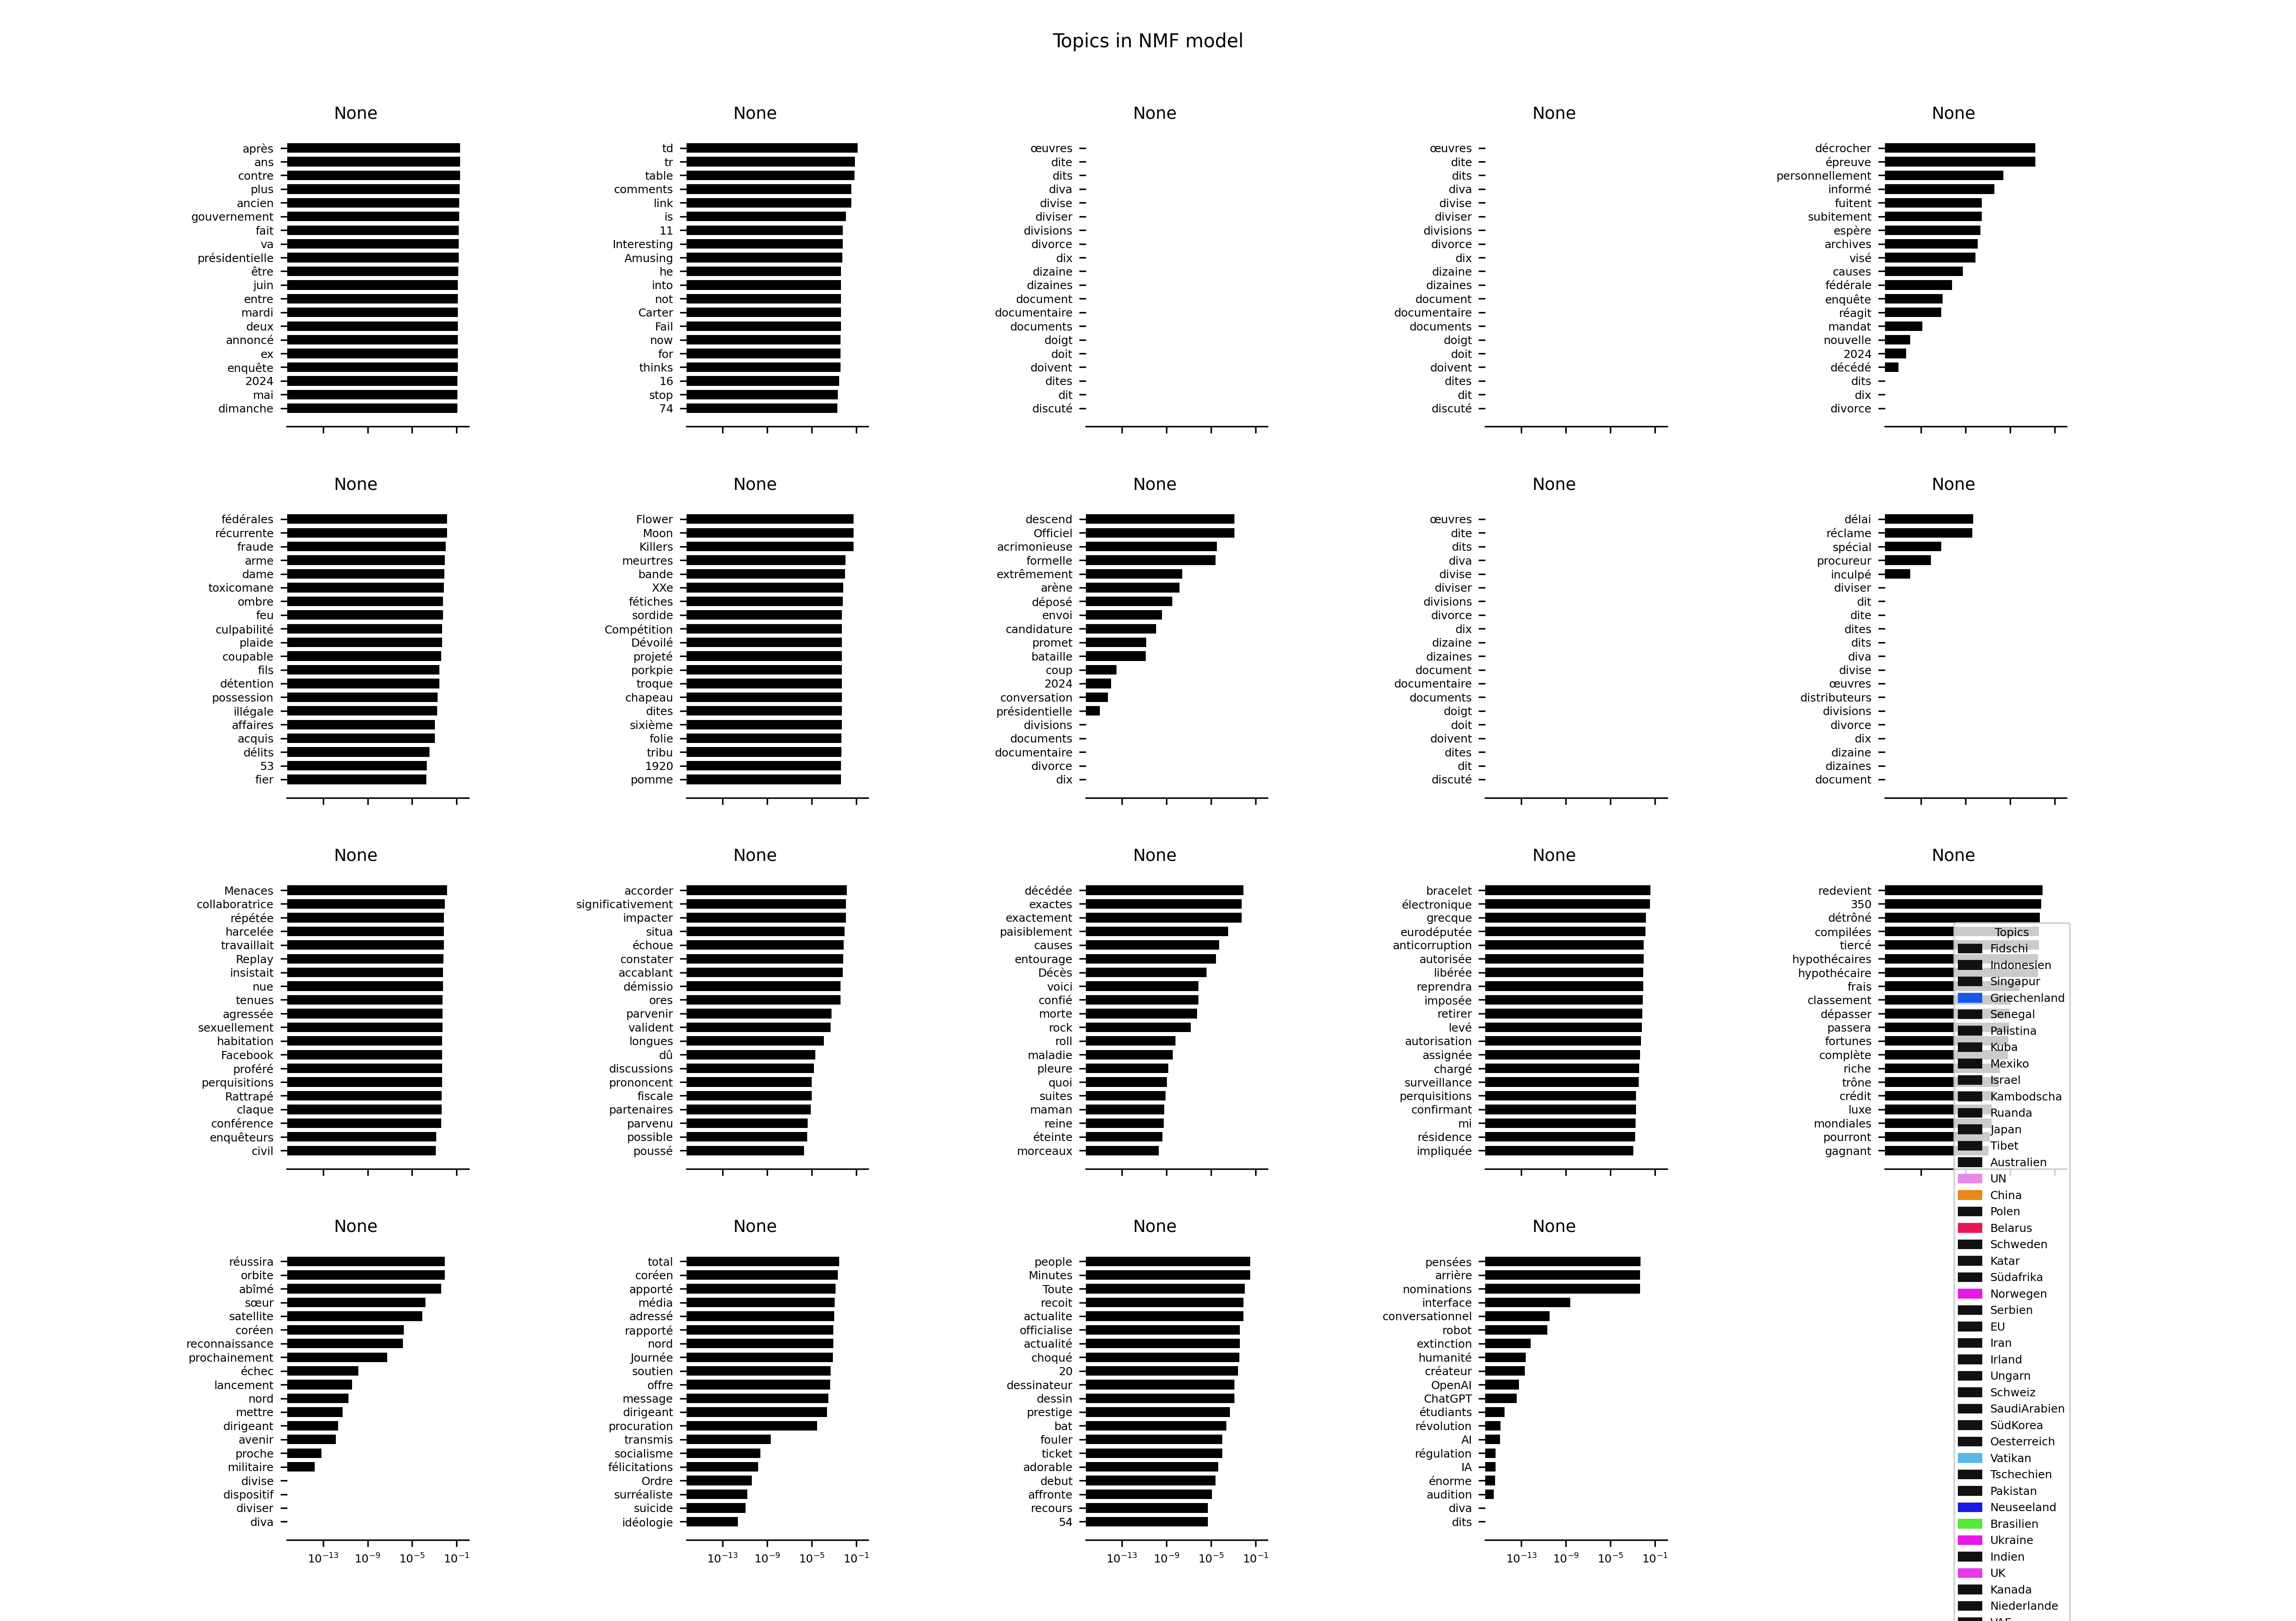 Topics in NMF model
None
après
ans
contre
plus
ancien
gouvernement
fait
va
présidentielle
être
juin
entre
mardi
deux
annoncé
ex
enquête
2024
mai
dimanche
None
td
tr
table
comments
link
is
11
Interesting
Amusing
he
into
not
Carter
Fail
now
for
thinks
16
stop
74
None
œuvres
dite
dits
diva
divise
diviser
divisions
divorce
dix
dizaine
dizaines
document
documentaire
documents
doigt
doit
doivent
dites
dit
discuté
None
œuvres
dite
dits
diva
divise
diviser
divisions
divorce
dix
dizaine
dizaines
document
documentaire
documents
doigt
doit
doivent
dites
dit
discuté
None
décrocher
épreuve
personnellement
informé
fuitent
subitement
espère
archives
visé
causes
fédérale
enquête
réagit
mandat
nouvelle
2024
décédé
dits
dix
divorce
None
fédérales
récurrente
fraude
arme
dame
toxicomane
ombre
feu
culpabilité
plaide
coupable
fils
détention
possession
illégale
affaires
acquis
délits
53
fier
None
Flower
Moon
Killers
meurtres
bande
XXe
fétiches
sordide
Compétition
Dévoilé
projeté
porkpie
troque
chapeau
dites
sixième
folie
tribu
1920
pomme
None
descend
Officiel
acrimonieuse
formelle
extrêmement
arène
déposé
envoi
candidature
promet
bataille
coup
2024
conversation
présidentielle
divisions
documents
documentaire
divorce
dix
None
œuvres
dite
dits
diva
divise
diviser
divisions
divorce
dix
dizaine
dizaines
document
documentaire
documents
doigt
doit
doivent
dites
dit
discuté
None
délai
réclame
spécial
procureur
inculpé
diviser
dit
dite
dites
dits
diva
divise
œuvres
distributeurs
divisions
divorce
dix
dizaine
dizaines
document
None
Menaces
collaboratrice
répétée
harcelée
travaillait
Replay
insistait
nue
tenues
agressée
sexuellement
habitation
Facebook
proféré
perquisitions
Rattrapé
claque
conférence
enquêteurs
civil
None
accorder
significativement
impacter
situa
échoue
constater
accablant
démissio
ores
parvenir
valident
longues
dû
discussions
prononcent
fiscale
partenaires
parvenu
possible
poussé
None
décédée
exactes
exactement
paisiblement
causes
entourage
Décès
voici
confié
morte
rock
roll
maladie
pleure
quoi
suites
maman
reine
éteinte
morceaux
None
bracelet
électronique
grecque
eurodéputée
anticorruption
autorisée
libérée
reprendra
imposée
retirer
levé
autorisation
assignée
chargé
surveillance
perquisitions
confirmant
mi
résidence
impliquée
None
redevient
350
détrôné
compilées
tiercé
hypothécaires
hypothécaire
frais
classement
dépasser
passera
fortunes
complète
riche
trône
crédit
luxe
mondiales
pourront
gagnant
None
réussira
orbite
abîmé
sœur
satellite
coréen
reconnaissance
prochainement
échec
lancement
nord
mettre
dirigeant
avenir
proche
militaire
divise
dispositif
diviser
diva
10⁻¹³ 10⁻⁹ 10⁻⁵ 10⁻¹
None
total
coréen
apporté
média
adressé
rapporté
nord
Journée
soutien
offre
message
dirigeant
procuration
transmis
socialisme
félicitations
Ordre
surréaliste
suicide
idéologie
10⁻¹³ 10⁻⁹ 10⁻⁵ 10⁻¹
None
people
Minutes
Toute
recoit
actualite
officialise
actualité
choqué
20
dessinateur
dessin
prestige
bat
fouler
ticket
adorable
debut
affronte
recours
54
10⁻¹³ 10⁻⁹ 10⁻⁵ 10⁻¹
None
pensées
arrière
nominations
interface
conversationnel
robot
extinction
humanité
créateur
OpenAI
ChatGPT
étudiants
révolution
AI
régulation
IA
énorme
audition
diva
dits
10⁻¹³ 10⁻⁹ 10⁻⁵ 10⁻¹
Topics
Fidschi
Indonesien
Singapur
Griechenland
Senegal
Palistina
Kuba
Mexiko
Israel
Kambodscha
Ruanda
Japan
Tibet
Australien
UN
China
Polen
Belarus
Schweden
Katar
Südafrika
Norwegen
Serbien
EU
Iran
Irland
Ungarn
Schweiz
SaudiArabien
SüdKorea
Oesterreich
Vatikan
Tschechien
Pakistan
Neuseeland
Brasilien
Ukraine
Indien
UK
Kanada
Niederlande